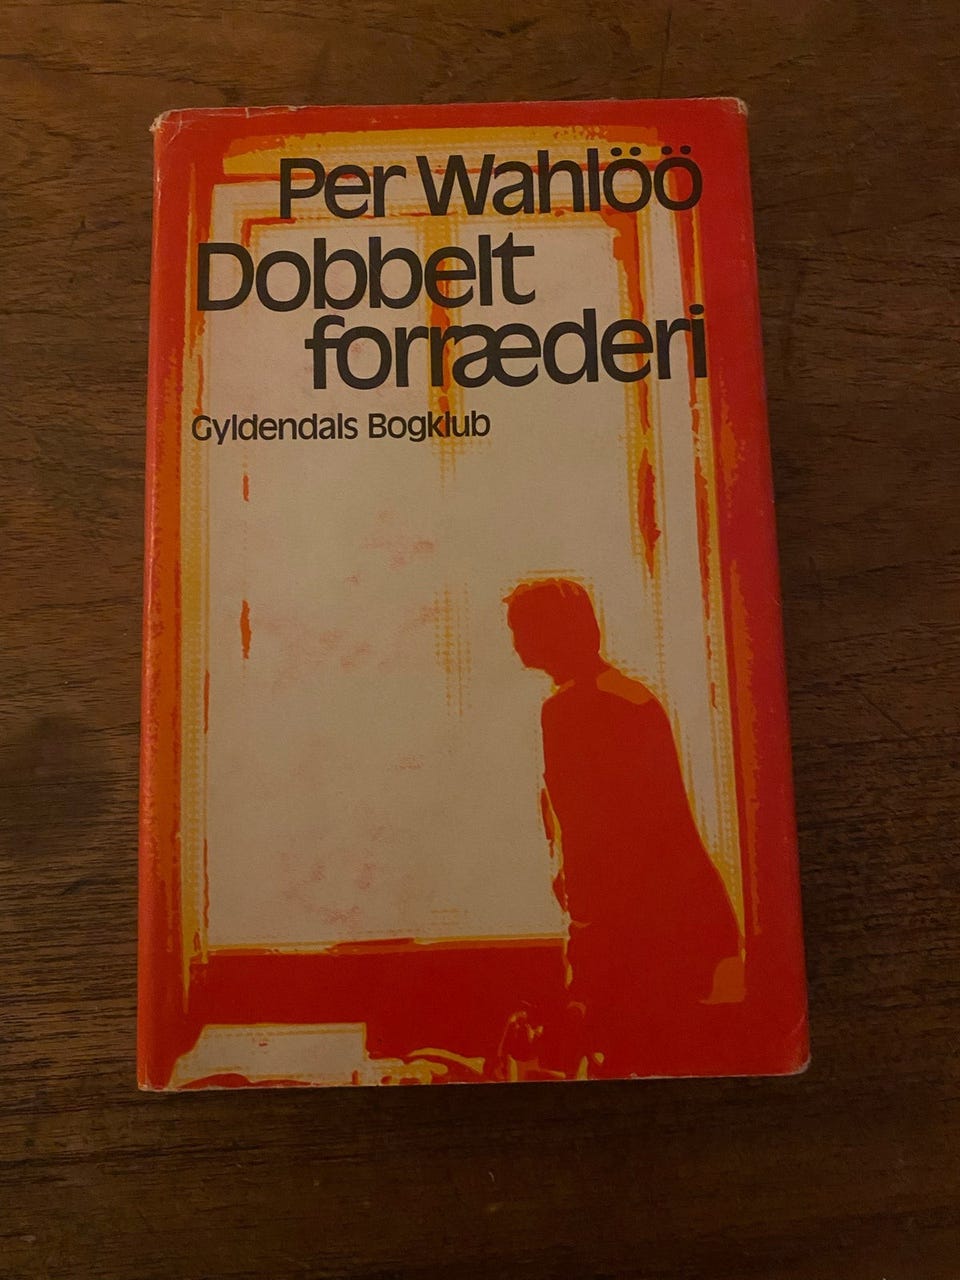 Per Wahlöö
Dobbelt
forræderi
Gyldendals Bogklub